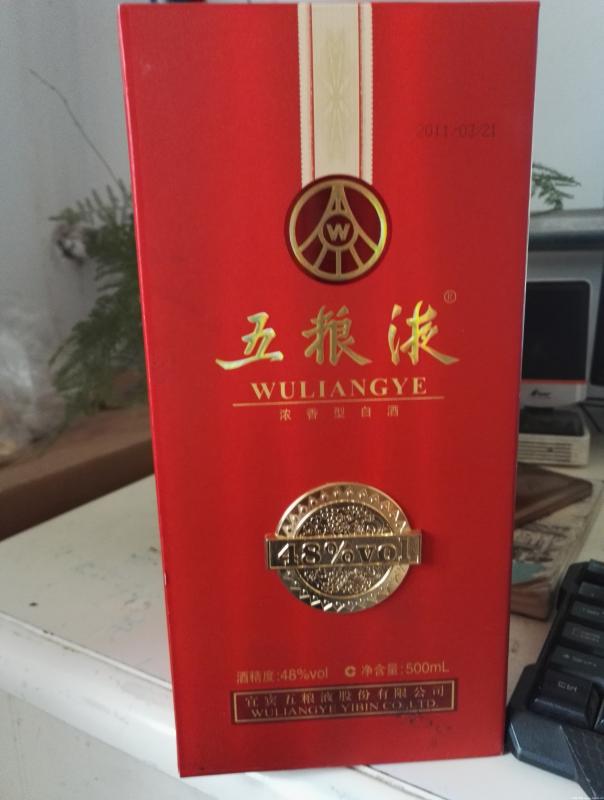 2011/03/21
W
五粮液®
WULIANGYE
浓香型白酒
48%vol
酒精度:48%vol 净含量:500mL
宜宾五粮液股份有限公司
WULIANGYE YIBIN CO.,LTD.